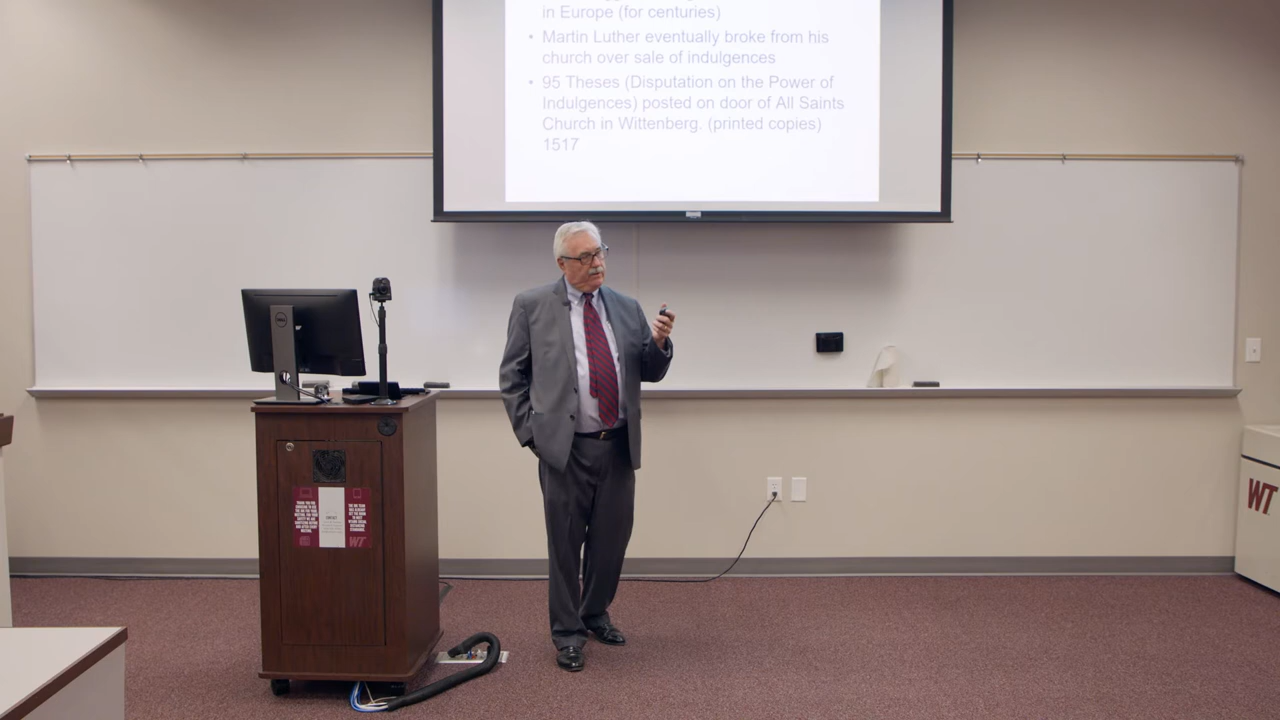 in Europe (for centuries)
• Martin Luther eventually broke from his
church over sale of indulgences
• 95 Theses (Disputation on the Power of
Indulgences) posted on door of All Saints
Church in Wittenberg. (printed copies)
1517
DELL
WT
WT